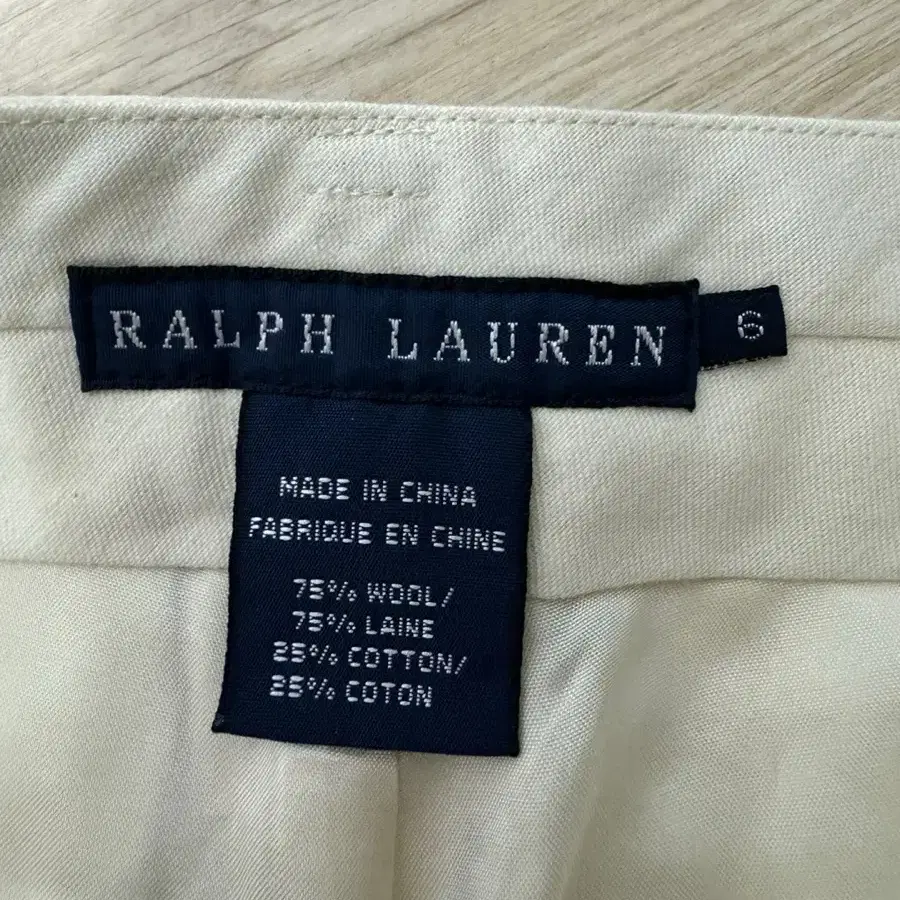 RALPH LAUREN
6
MADE IN CHINA
FABRIQUE EN CHINE
75% WOOL/
75% LAINE
25% COTTON/
25% COTON